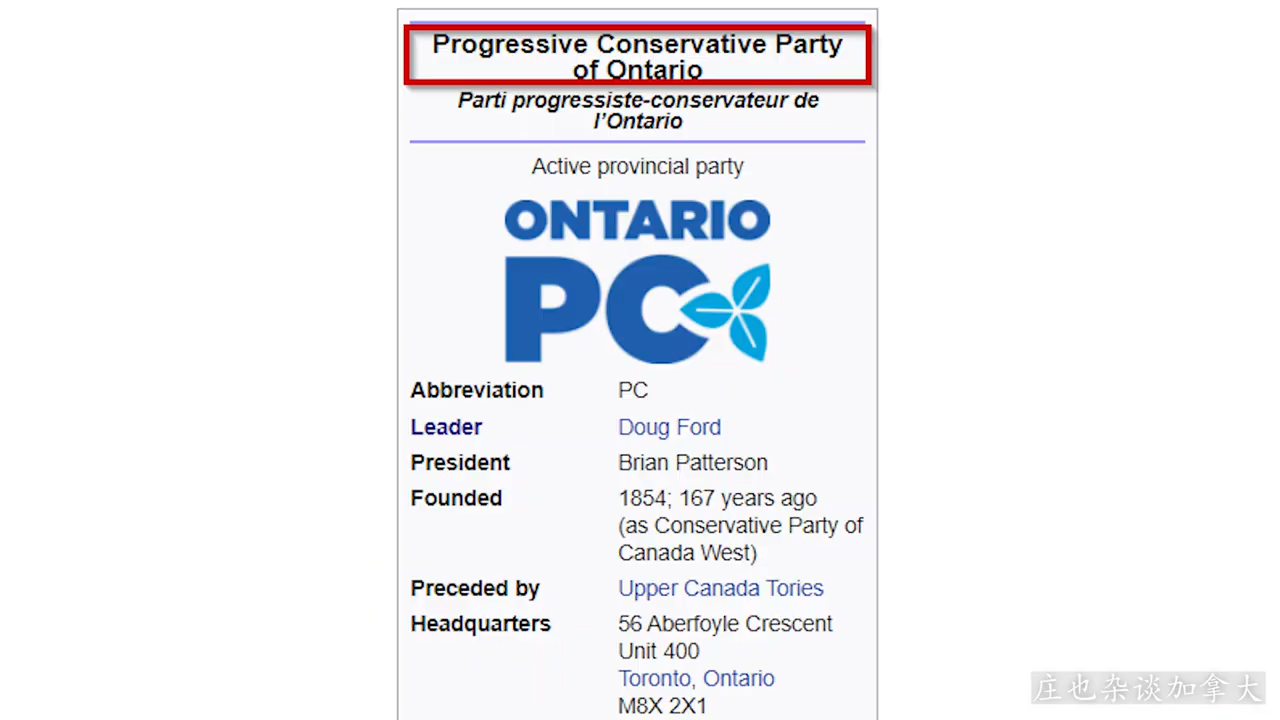 Progressive Conservative Party
of Ontario
Parti progressiste-conservateur de
l'Ontario
Active provincial party
ONTARIO
PC
Abbreviation PC
Leader Doug Ford
President Brian Patterson
Founded 1854; 167 years ago
(as Conservative Party of
Canada West)
Preceded by Upper Canada Tories
Headquarters 56 Aberfoyle Crescent
Unit 400
Toronto, Ontario
M8X 2X1
庄也杂谈加拿大